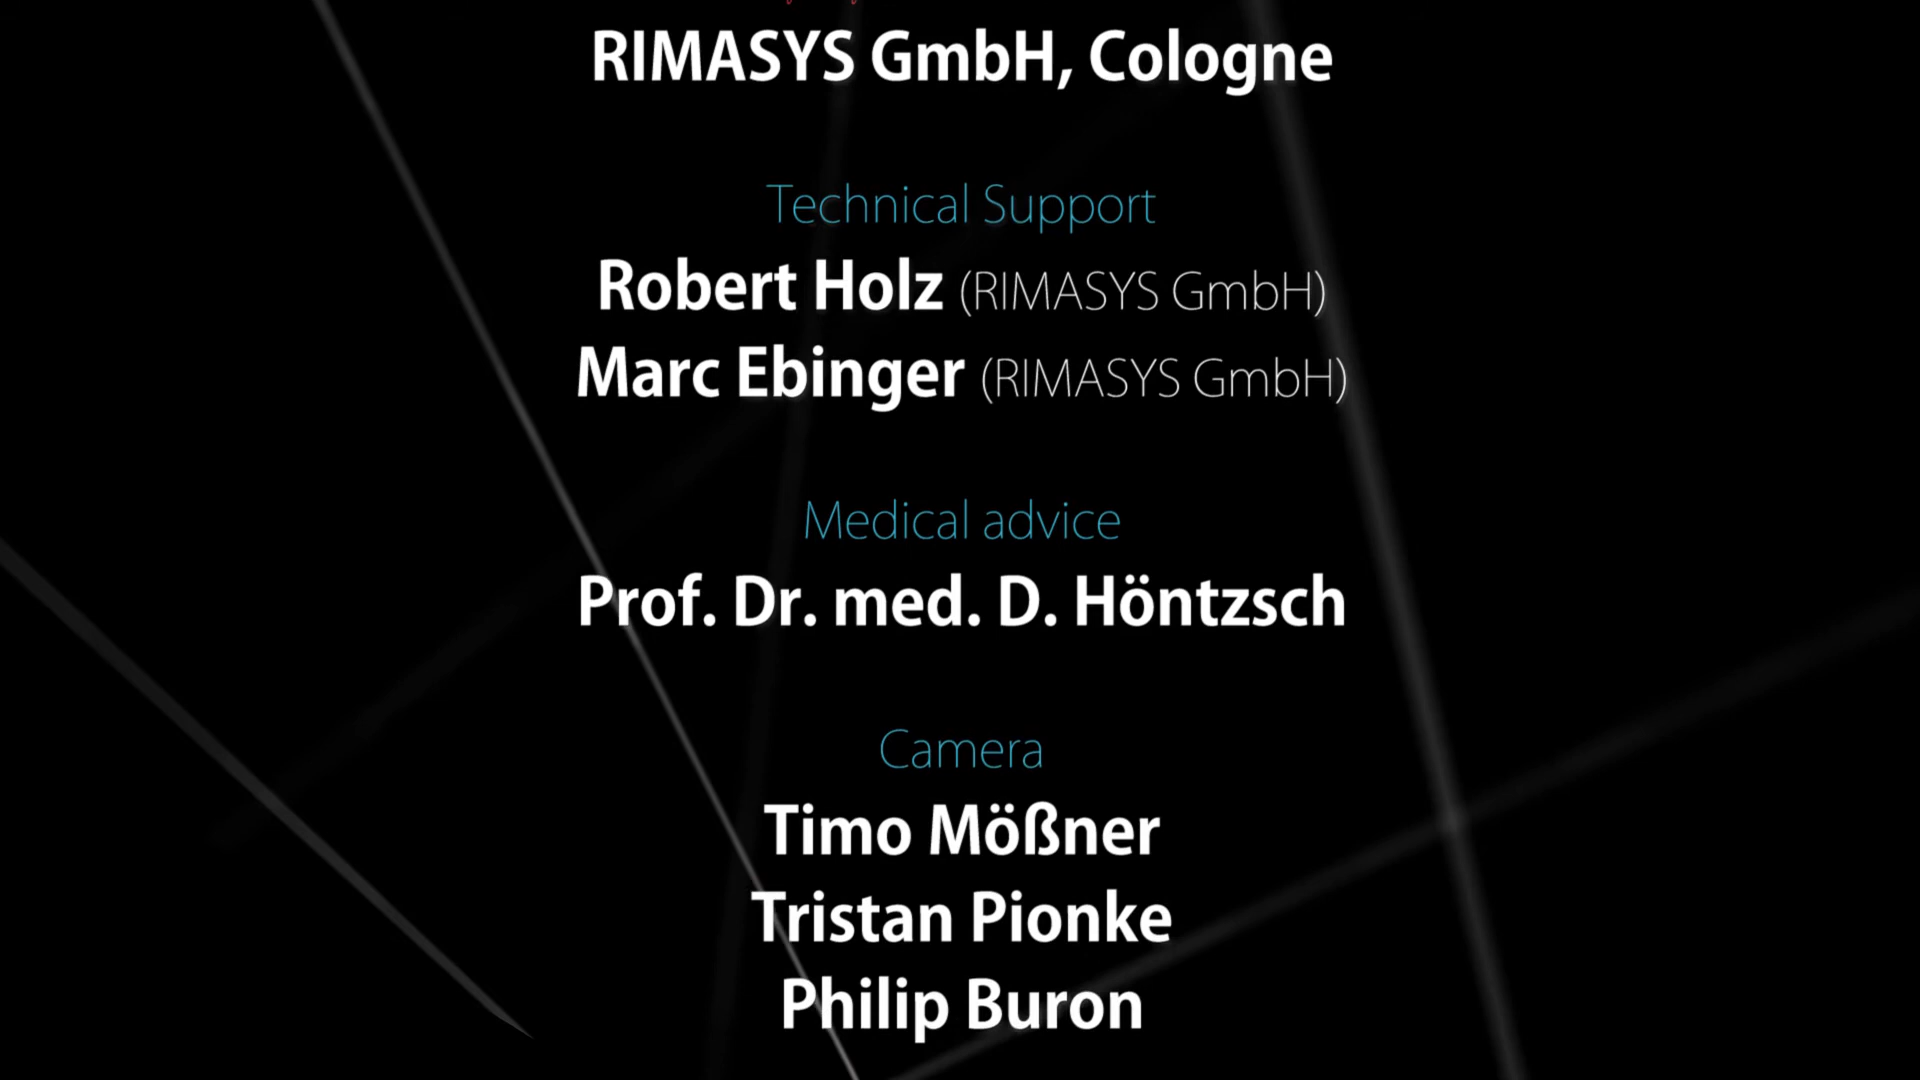 RIMASYS GmbH, Cologne
Technical Support
Robert Holz (RIMASYS GmbH)
Marc Ebinger (RIMASYS GmbH)
Medical advice
Prof. Dr. med. D. Höntzsch
Camera
Timo Mößner
Tristan Pionke
Philip Buron